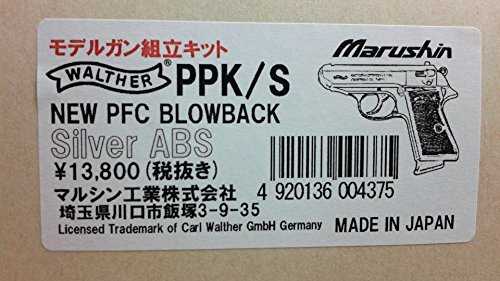 モデルガン組立キット
Marushin
WALTHER® PPK/S
NEW PFC BLOWBACK
Silver ABS
¥13,800(税抜き)
マルシン工業株式会社
4 920136 004375
埼玉県川口市飯塚3-9-35
Licensed Trademark of Carl Walther GmbH Germany
MADE IN JAPAN